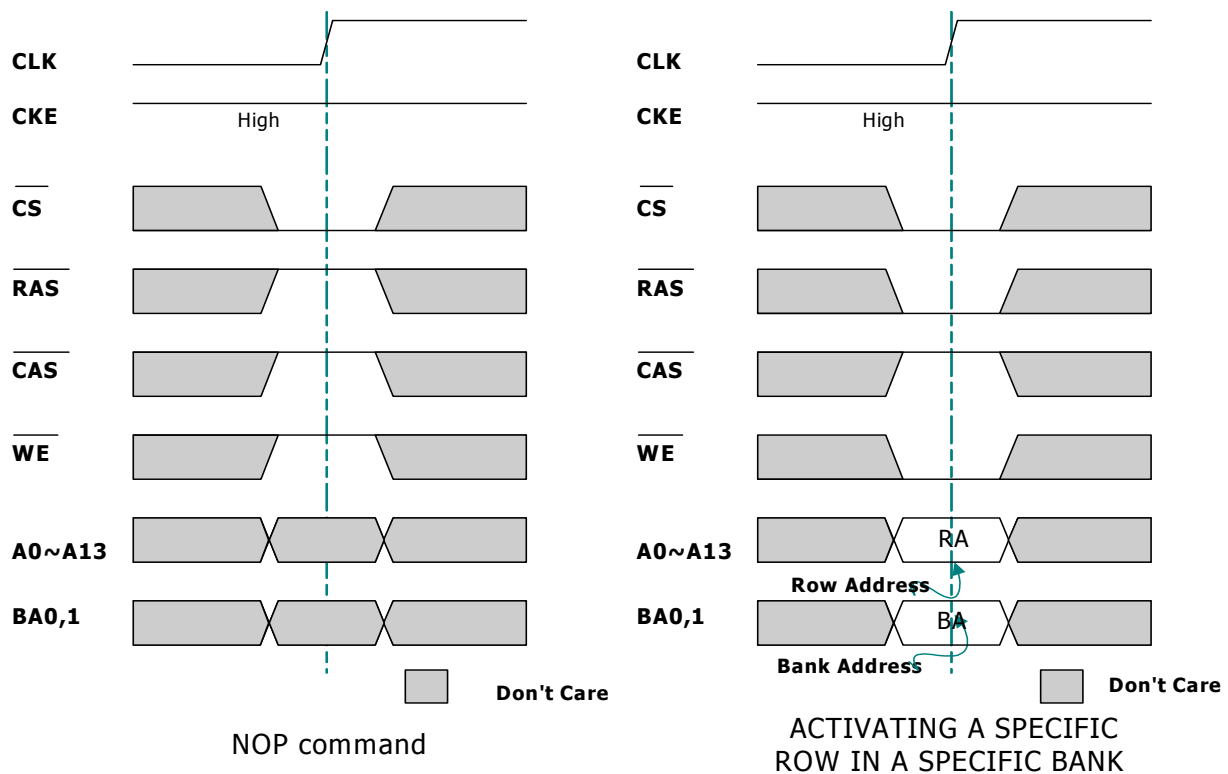 CLK
CKE
High
CS
RAS
CAS
WE
A0~A13
BA0,1
Don't Care
NOP command
CLK
CKE
High
CS
RAS
CAS
WE
A0~A13
RA
Row Address
BA0,1
BA
Bank Address
Don't Care
ACTIVATING A SPECIFIC
ROW IN A SPECIFIC BANK